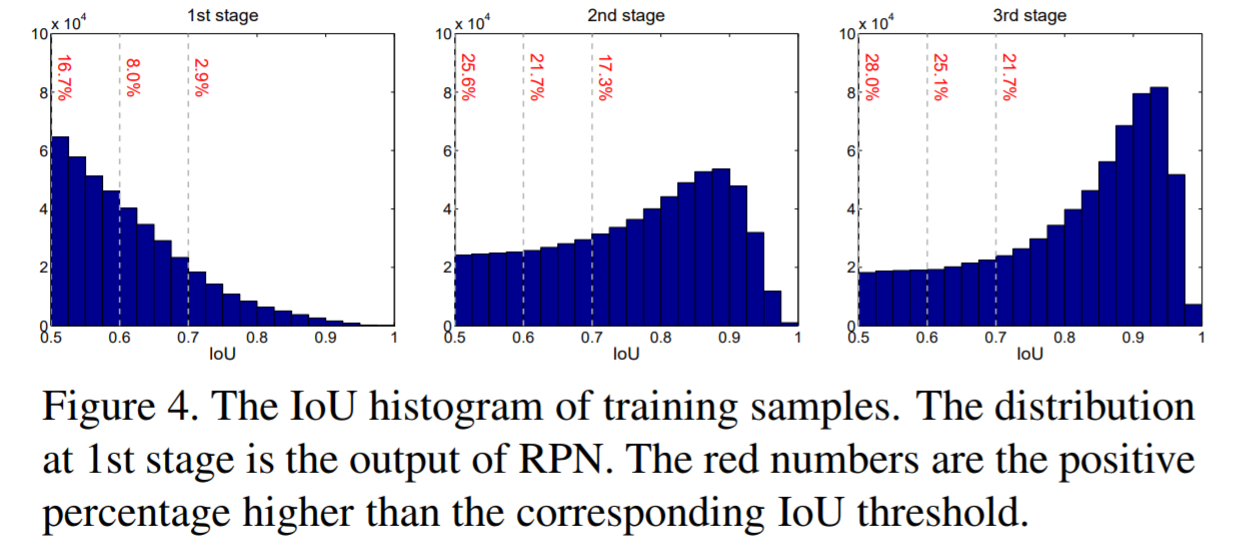 1st stage
10 x 10^4
8
6
4
2
0
16.7%
8.0%
2.9%
0.5 0.6 0.7 0.8 0.9 1
IoU
2nd stage
10 x 10^4
8
6
4
2
0
25.6%
21.7%
17.3%
0.5 0.6 0.7 0.8 0.9 1
IoU
3rd stage
10 x 10^4
8
6
4
2
0
28.0%
25.1%
21.7%
0.5 0.6 0.7 0.8 0.9 1
IoU
Figure 4. The IoU histogram of training samples. The distribution
at 1st stage is the output of RPN. The red numbers are the positive
percentage higher than the corresponding IoU threshold.